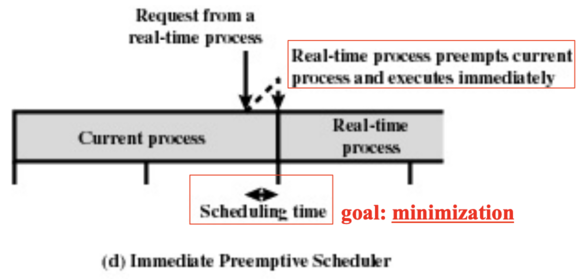 Request from a
real-time process
Real-time process preempts current
process and executes immediately
Current process
Real-time
process
Scheduling time
goal: minimization
(d) Immediate Preemptive Scheduler